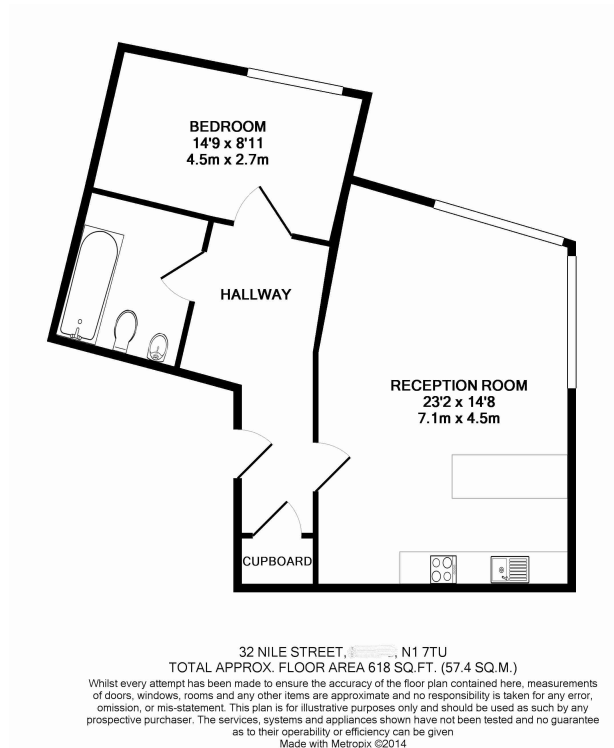 BEDROOM
14'9 x 8'11
4.5m x 2.7m
HALLWAY
RECEPTION ROOM
23'2 x 14'8
7.1m x 4.5m
CUPBOARD
32 NILE STREET, , N1 7TU
TOTAL APPROX. FLOOR AREA 618 SQ.FT. (57.4 SQ.M.)
Whilst every attempt has been made to ensure the accuracy of the floor plan contained here, measurements
of doors, windows, rooms and any other items are approximate and no responsibility is taken for any error,
omission, or mis-statement. This plan is for illustrative purposes only and should be used as such by any
prospective purchaser. The services, systems and appliances shown have not been tested and no guarantee
as to their operability or efficiency can be given
Made with Metropix ©2014